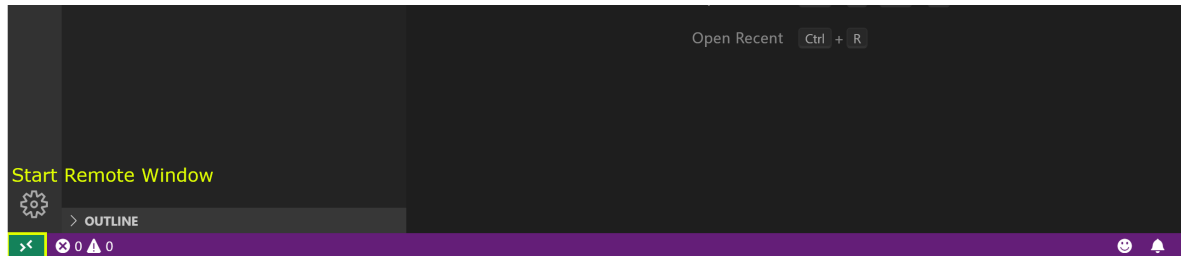 Open Recent Ctrl + R
Start Remote Window
OUTLINE
0 0